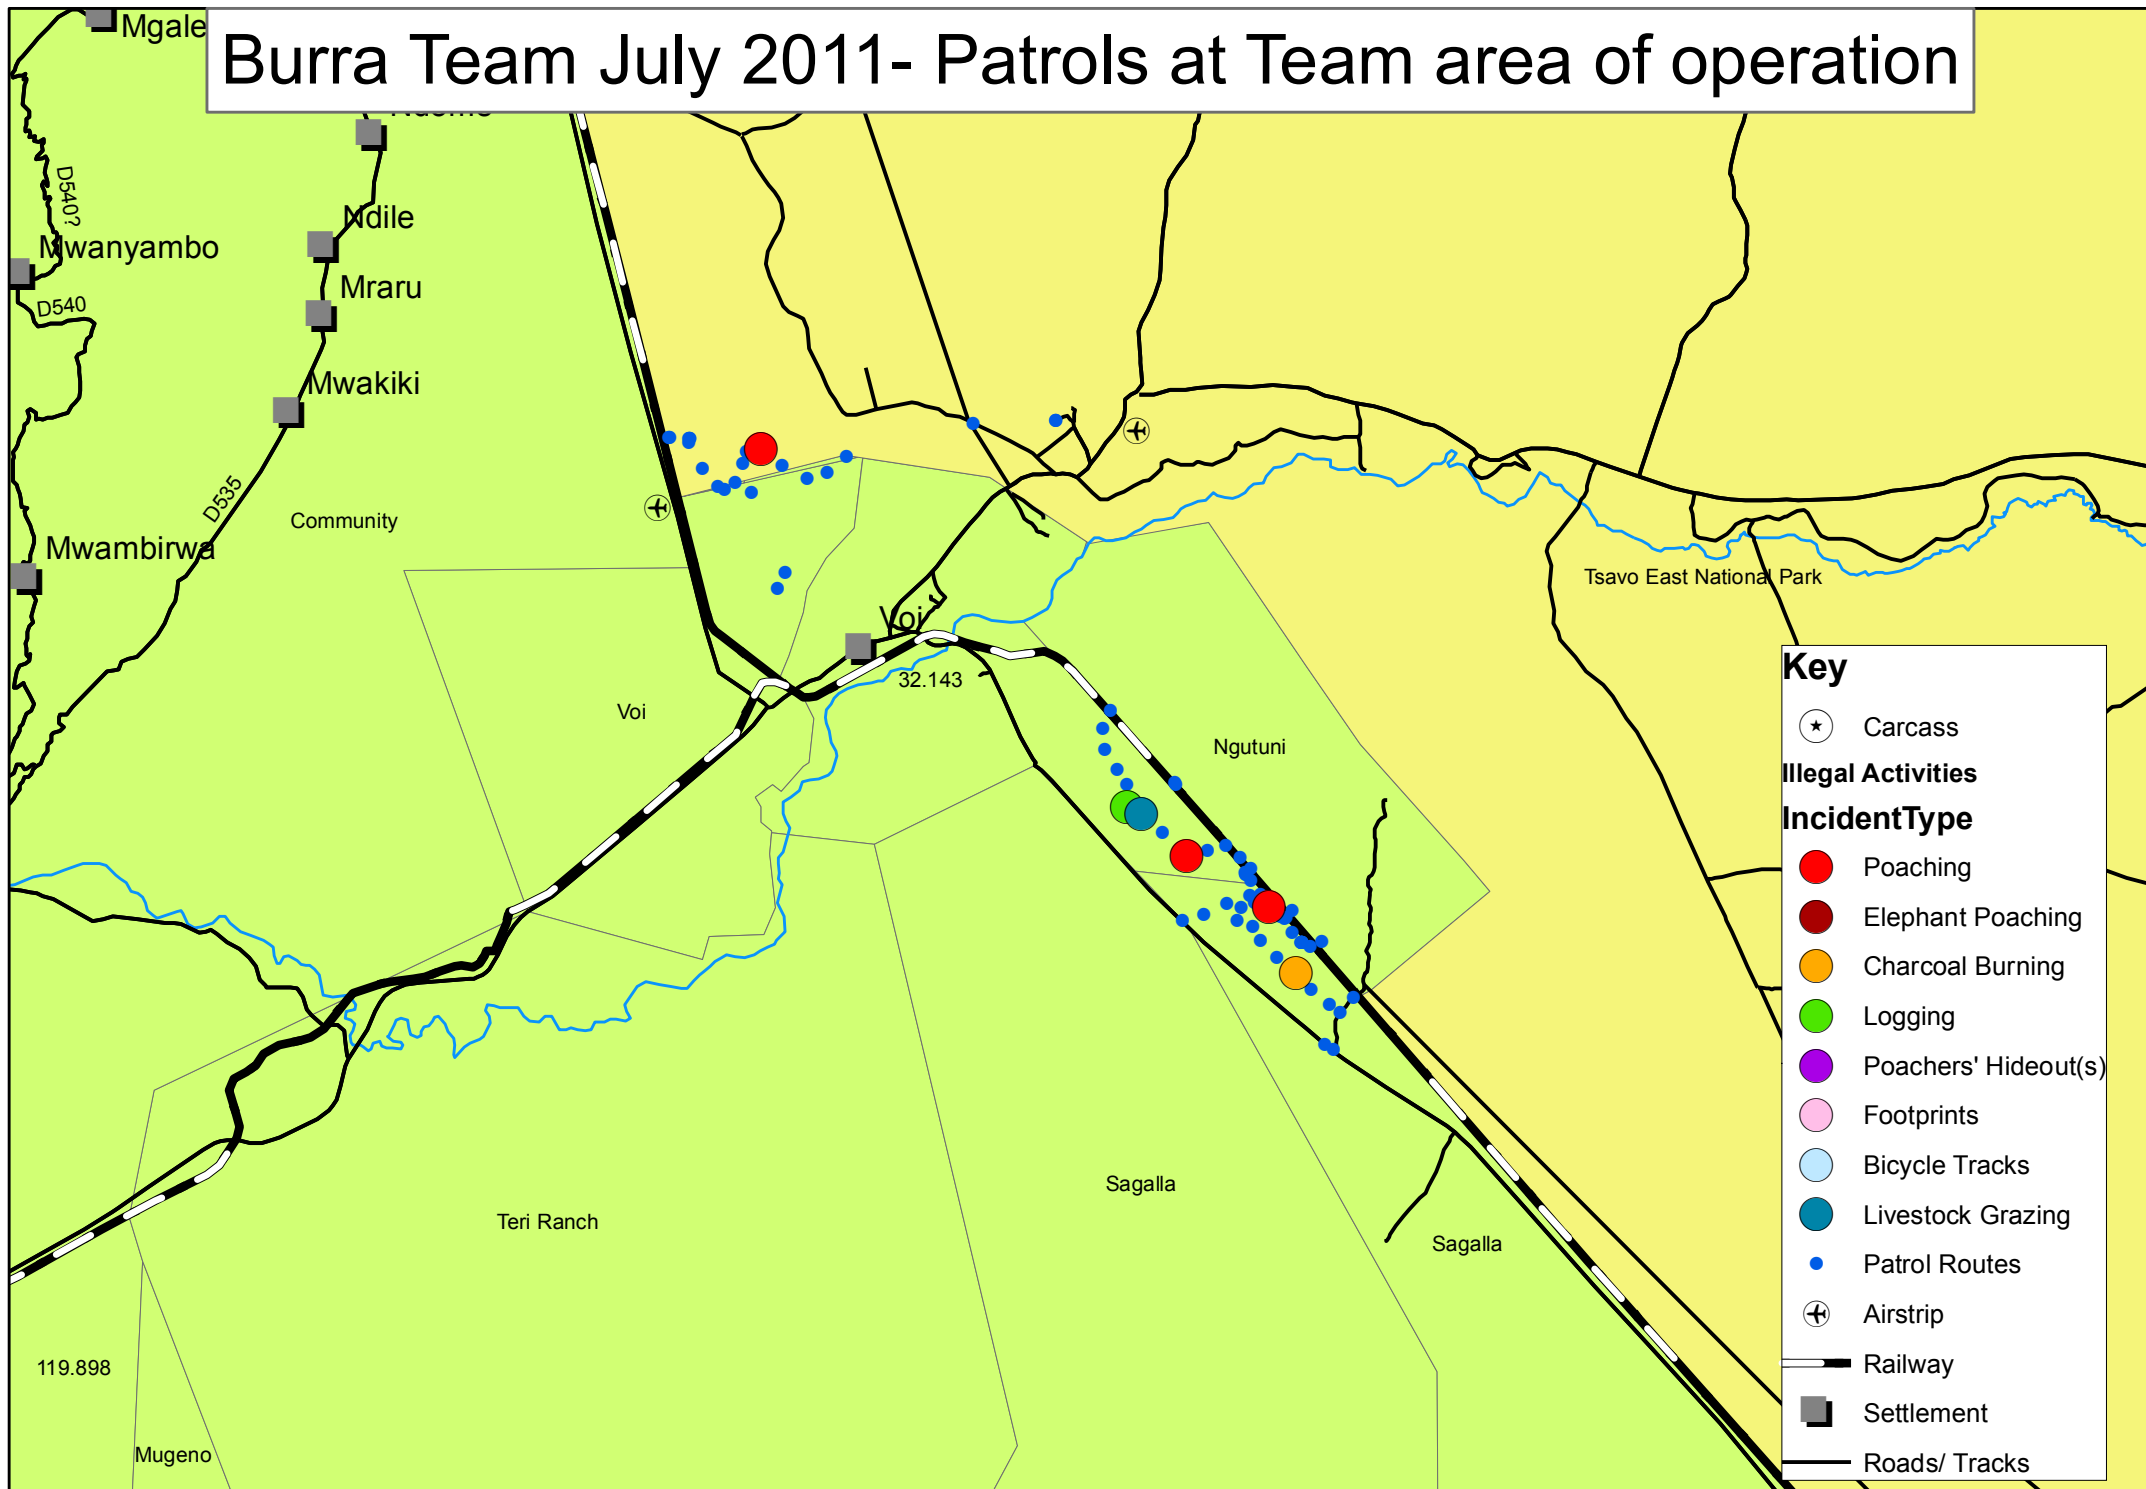 Burra Team July 2011- Patrols at Team area of operation
Mgale
D540?
Ndile
Mwanyambo
Mraru
D540
Mwakiki
D535
Community
Mwambirwa
Tsavo East National Park
Voi
32.143
Voi
Ngutuni
Sagalla
Teri Ranch
Sagalla
119.898
Mugeno
Key
Carcass
Illegal Activities
IncidentType
Poaching
Elephant Poaching
Charcoal Burning
Logging
Poachers' Hideout(s)
Footprints
Bicycle Tracks
Livestock Grazing
Patrol Routes
Airstrip
Railway
Settlement
Roads/ Tracks